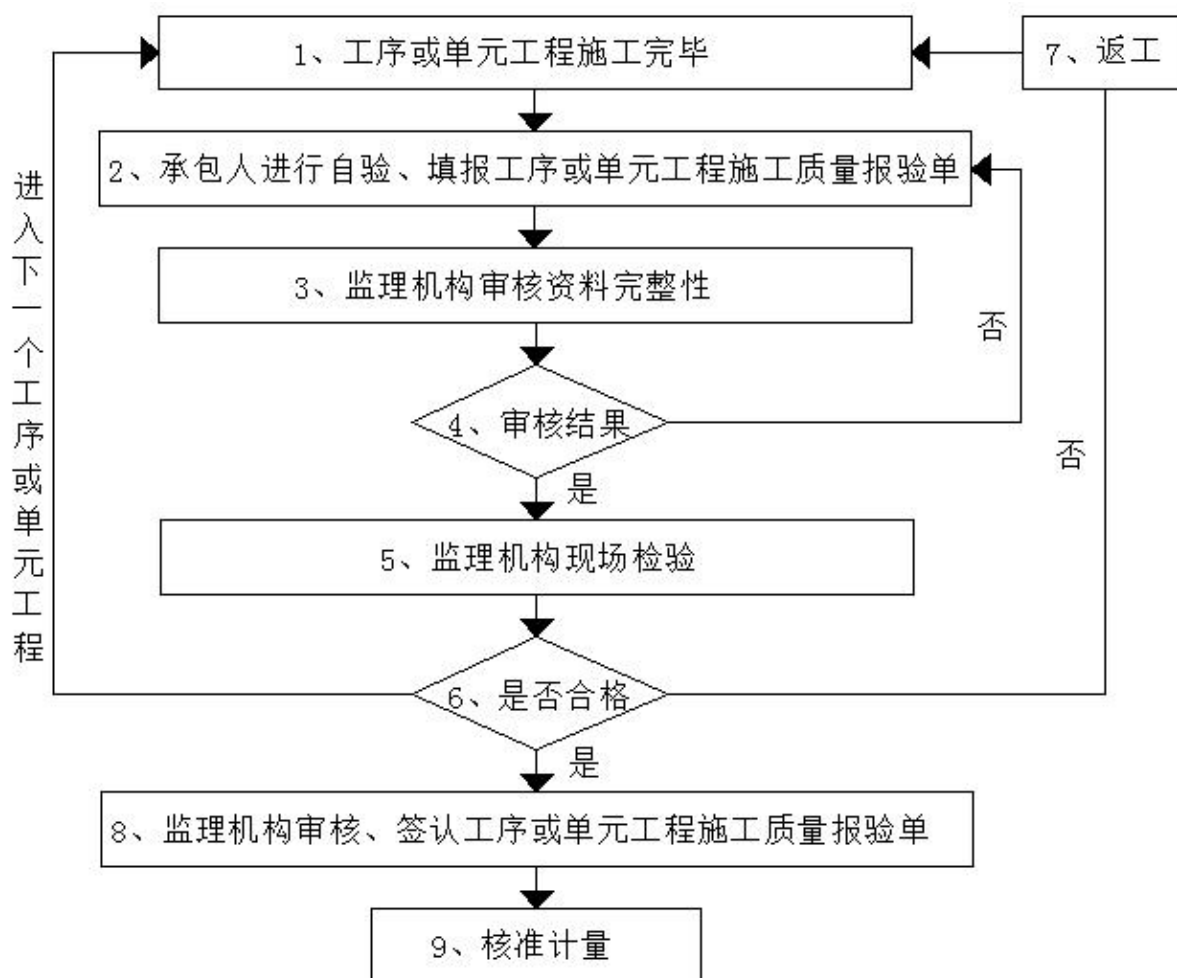 1、工序或单元工程施工完毕
7、返工
2、承包人进行自验、填报工序或单元工程施工质量报验单
进入下一个工序或单元工程
3、监理机构审核资料完整性
否
4、审核结果
否
是
5、监理机构现场检验
6、是否合格
是
8、监理机构审核、签认工序或单元工程施工质量报验单
9、核准计量